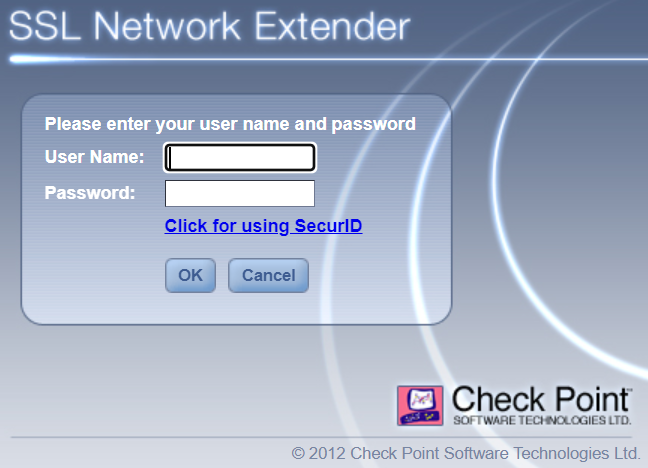 SSL Network Extender
Please enter your user name and password
User Name:
Password:
Click for using SecurID
OK Cancel
Check Point™
SOFTWARE TECHNOLOGIES LTD.
© 2012 Check Point Software Technologies Ltd.